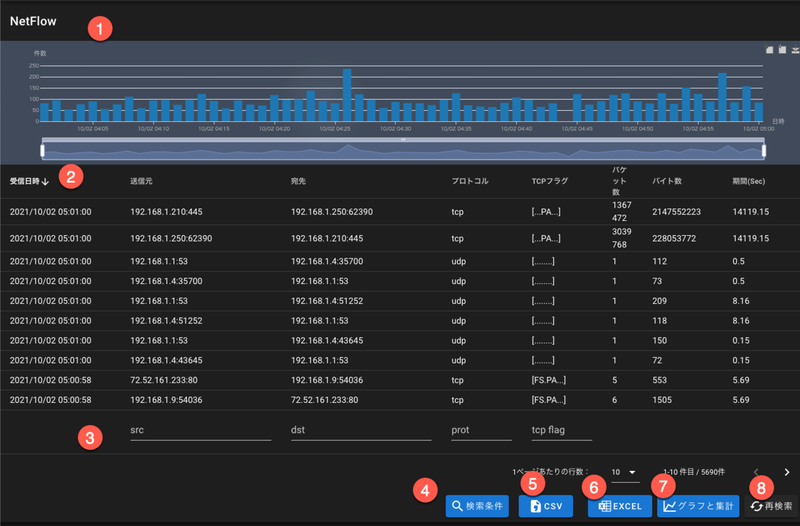 NetFlow
1
件数
250
200
150
100
50
0
10/02 04:05 10/02 04:10 10/02 04:15 10/02 04:20 10/02 04:25 10/02 04:30 10/02 04:35 10/02 04:40 10/02 04:45 10/02 04:50 10/02 04:55 10/02 05:00
日時
2
受信日時↓ 送信元 宛先 プロトコル TCPフラグ パケット数 バイト数 期間(Sec)
2021/10/02 05:01:00 192.168.1.210:445 192.168.1.250:62390 tcp [...PA...] 1367472 2147552223 14119.15
2021/10/02 05:01:00 192.168.1.250:62390 192.168.1.210:445 tcp [...PA...] 3039768 228053772 14119.15
2021/10/02 05:01:00 192.168.1.1:53 192.168.1.4:35700 udp [........] 1 112 0.5
2021/10/02 05:01:00 192.168.1.4:35700 192.168.1.1:53 udp [........] 1 73 0.5
2021/10/02 05:01:00 192.168.1.1:53 192.168.1.4:51252 udp [........] 1 209 8.16
2021/10/02 05:01:00 192.168.1.4:51252 192.168.1.1:53 udp [........] 1 118 8.16
2021/10/02 05:01:00 192.168.1.1:53 192.168.1.4:43645 udp [........] 1 150 0.15
2021/10/02 05:01:00 192.168.1.4:43645 192.168.1.1:53 udp [........] 1 72 0.15
2021/10/02 05:00:58 72.52.161.233:80 192.168.1.9:54036 tcp [FS.PA...] 5 553 5.69
2021/10/02 05:00:58 192.168.1.9:54036 72.52.161.233:80 tcp [FS.PA...] 6 1505 5.69
3 src dst prot tcp flag
1ページあたりの行数: 10 1-10 件目 / 5690件
4 5 6 7 8
検索条件 CSV EXCEL グラフと集計 再検索